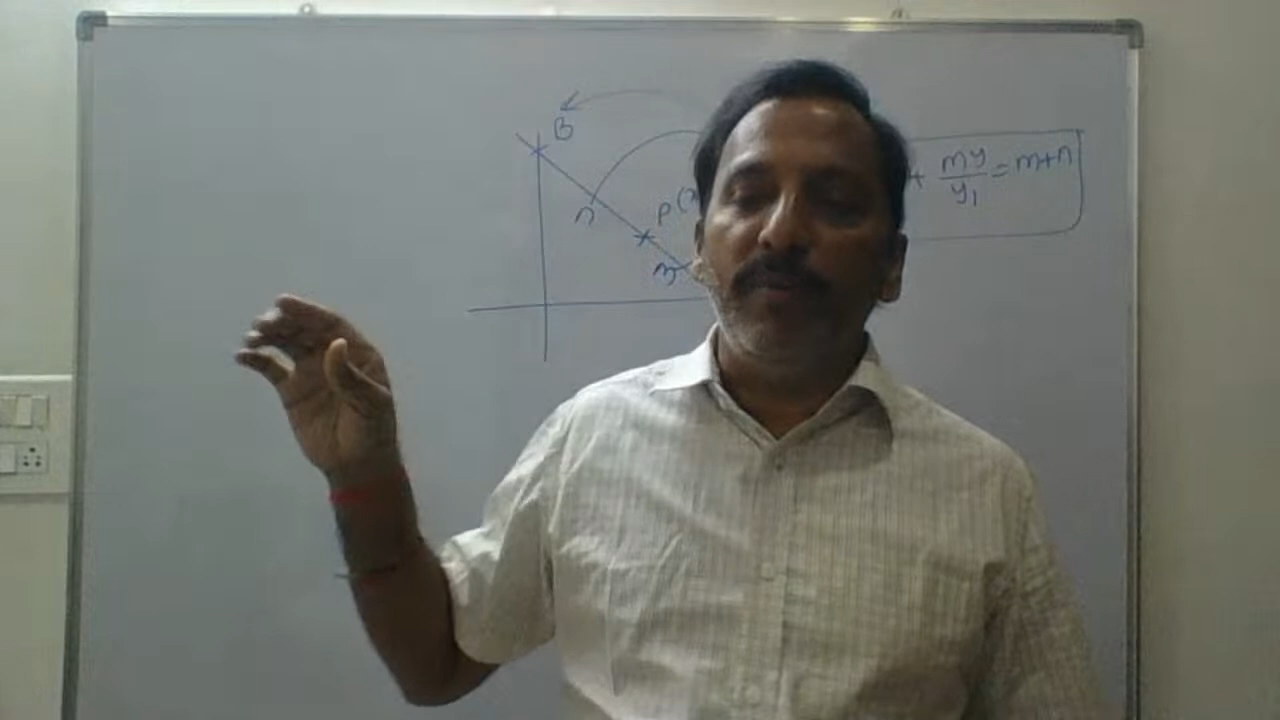 B
n
P(
m
+ my/y₁ = m+n